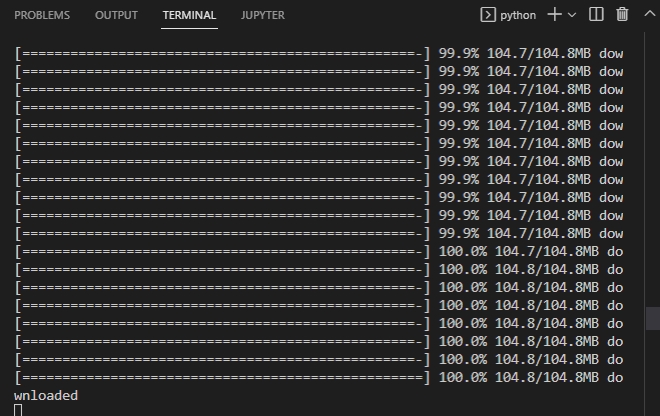 PROBLEMS OUTPUT TERMINAL JUPYTER python
[=================================================-] 99.9% 104.7/104.8MB dow
[=================================================-] 99.9% 104.7/104.8MB dow
[=================================================-] 99.9% 104.7/104.8MB dow
[=================================================-] 99.9% 104.7/104.8MB dow
[=================================================-] 99.9% 104.7/104.8MB dow
[=================================================-] 99.9% 104.7/104.8MB dow
[=================================================-] 99.9% 104.7/104.8MB dow
[=================================================-] 99.9% 104.7/104.8MB dow
[=================================================-] 99.9% 104.7/104.8MB dow
[=================================================-] 99.9% 104.7/104.8MB dow
[=================================================-] 99.9% 104.7/104.8MB dow
[=================================================-] 100.0% 104.7/104.8MB do
[=================================================-] 100.0% 104.8/104.8MB do
[=================================================-] 100.0% 104.8/104.8MB do
[=================================================-] 100.0% 104.8/104.8MB do
[=================================================-] 100.0% 104.8/104.8MB do
[=================================================-] 100.0% 104.8/104.8MB do
[=================================================-] 100.0% 104.8/104.8MB do
[==================================================] 100.0% 104.8/104.8MB do
wnloaded